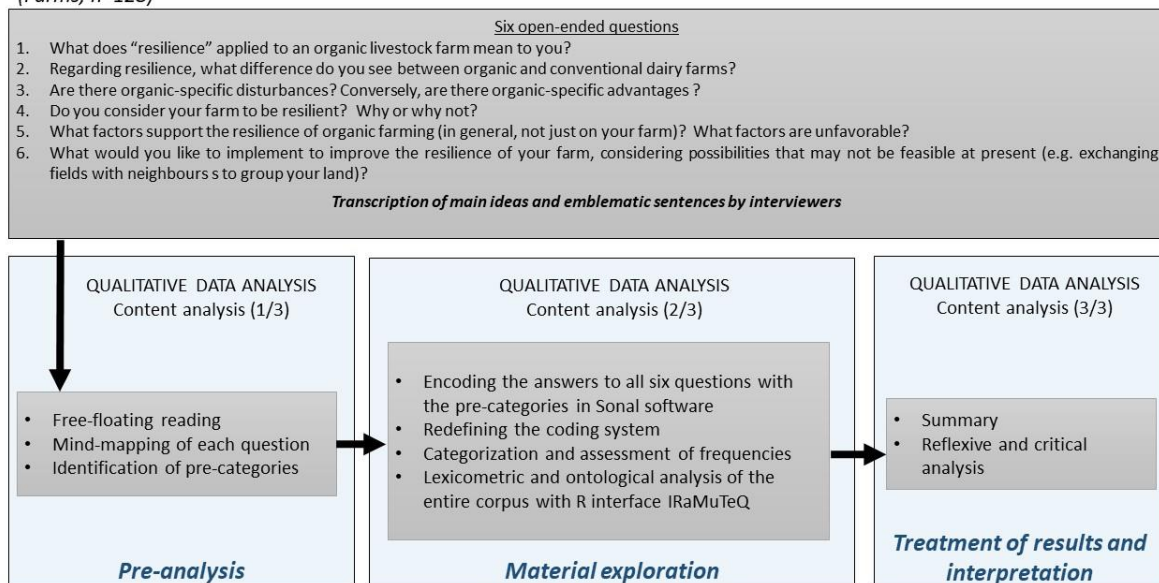 Six open-ended questions
1. What does “resilience” applied to an organic livestock farm mean to you?
2. Regarding resilience, what difference do you see between organic and conventional dairy farms?
3. Are there organic-specific disturbances? Conversely, are there organic-specific advantages ?
4. Do you consider your farm to be resilient? Why or why not?
5. What factors support the resilience of organic farming (in general, not just on your farm)? What factors are unfavorable?
6. What would you like to implement to improve the resilience of your farm, considering possibilities that may not be feasible at present (e.g. exchanging
fields with neighbours s to group your land)?
Transcription of main ideas and emblematic sentences by interviewers
QUALITATIVE DATA ANALYSIS
Content analysis (1/3)
• Free-floating reading
• Mind-mapping of each question
• Identification of pre-categories
Pre-analysis
QUALITATIVE DATA ANALYSIS
Content analysis (2/3)
• Encoding the answers to all six questions with
the pre-categories in Sonal software
• Redefining the coding system
• Categorization and assessment of frequencies
• Lexicometric and ontological analysis of the
entire corpus with R interface IRaMuTeQ
Material exploration
QUALITATIVE DATA ANALYSIS
Content analysis (3/3)
• Summary
• Reflexive and critical
analysis
Treatment of results and
interpretation